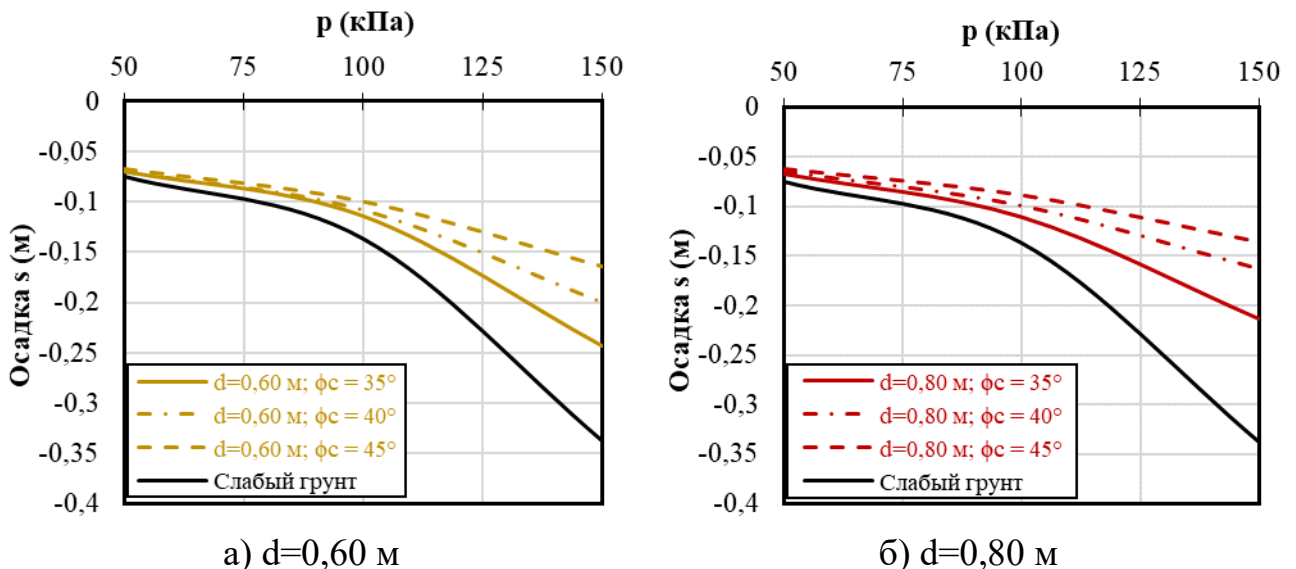 p (кПа)
50 75 100 125 150
0
-0,05
-0,1
-0,15
-0,2
-0,25
-0,3
-0,35
-0,4
Осадка s (м)
d=0,60 м; ϕc = 35°
d=0,60 м; ϕc = 40°
d=0,60 м; ϕc = 45°
Слабый грунт
а) d=0,60 м
p (кПа)
50 75 100 125 150
0
-0,05
-0,1
-0,15
-0,2
-0,25
-0,3
-0,35
-0,4
Осадка s (м)
d=0,80 м; ϕc = 35°
d=0,80 м; ϕc = 40°
d=0,80 м; ϕc = 45°
Слабый грунт
б) d=0,80 м